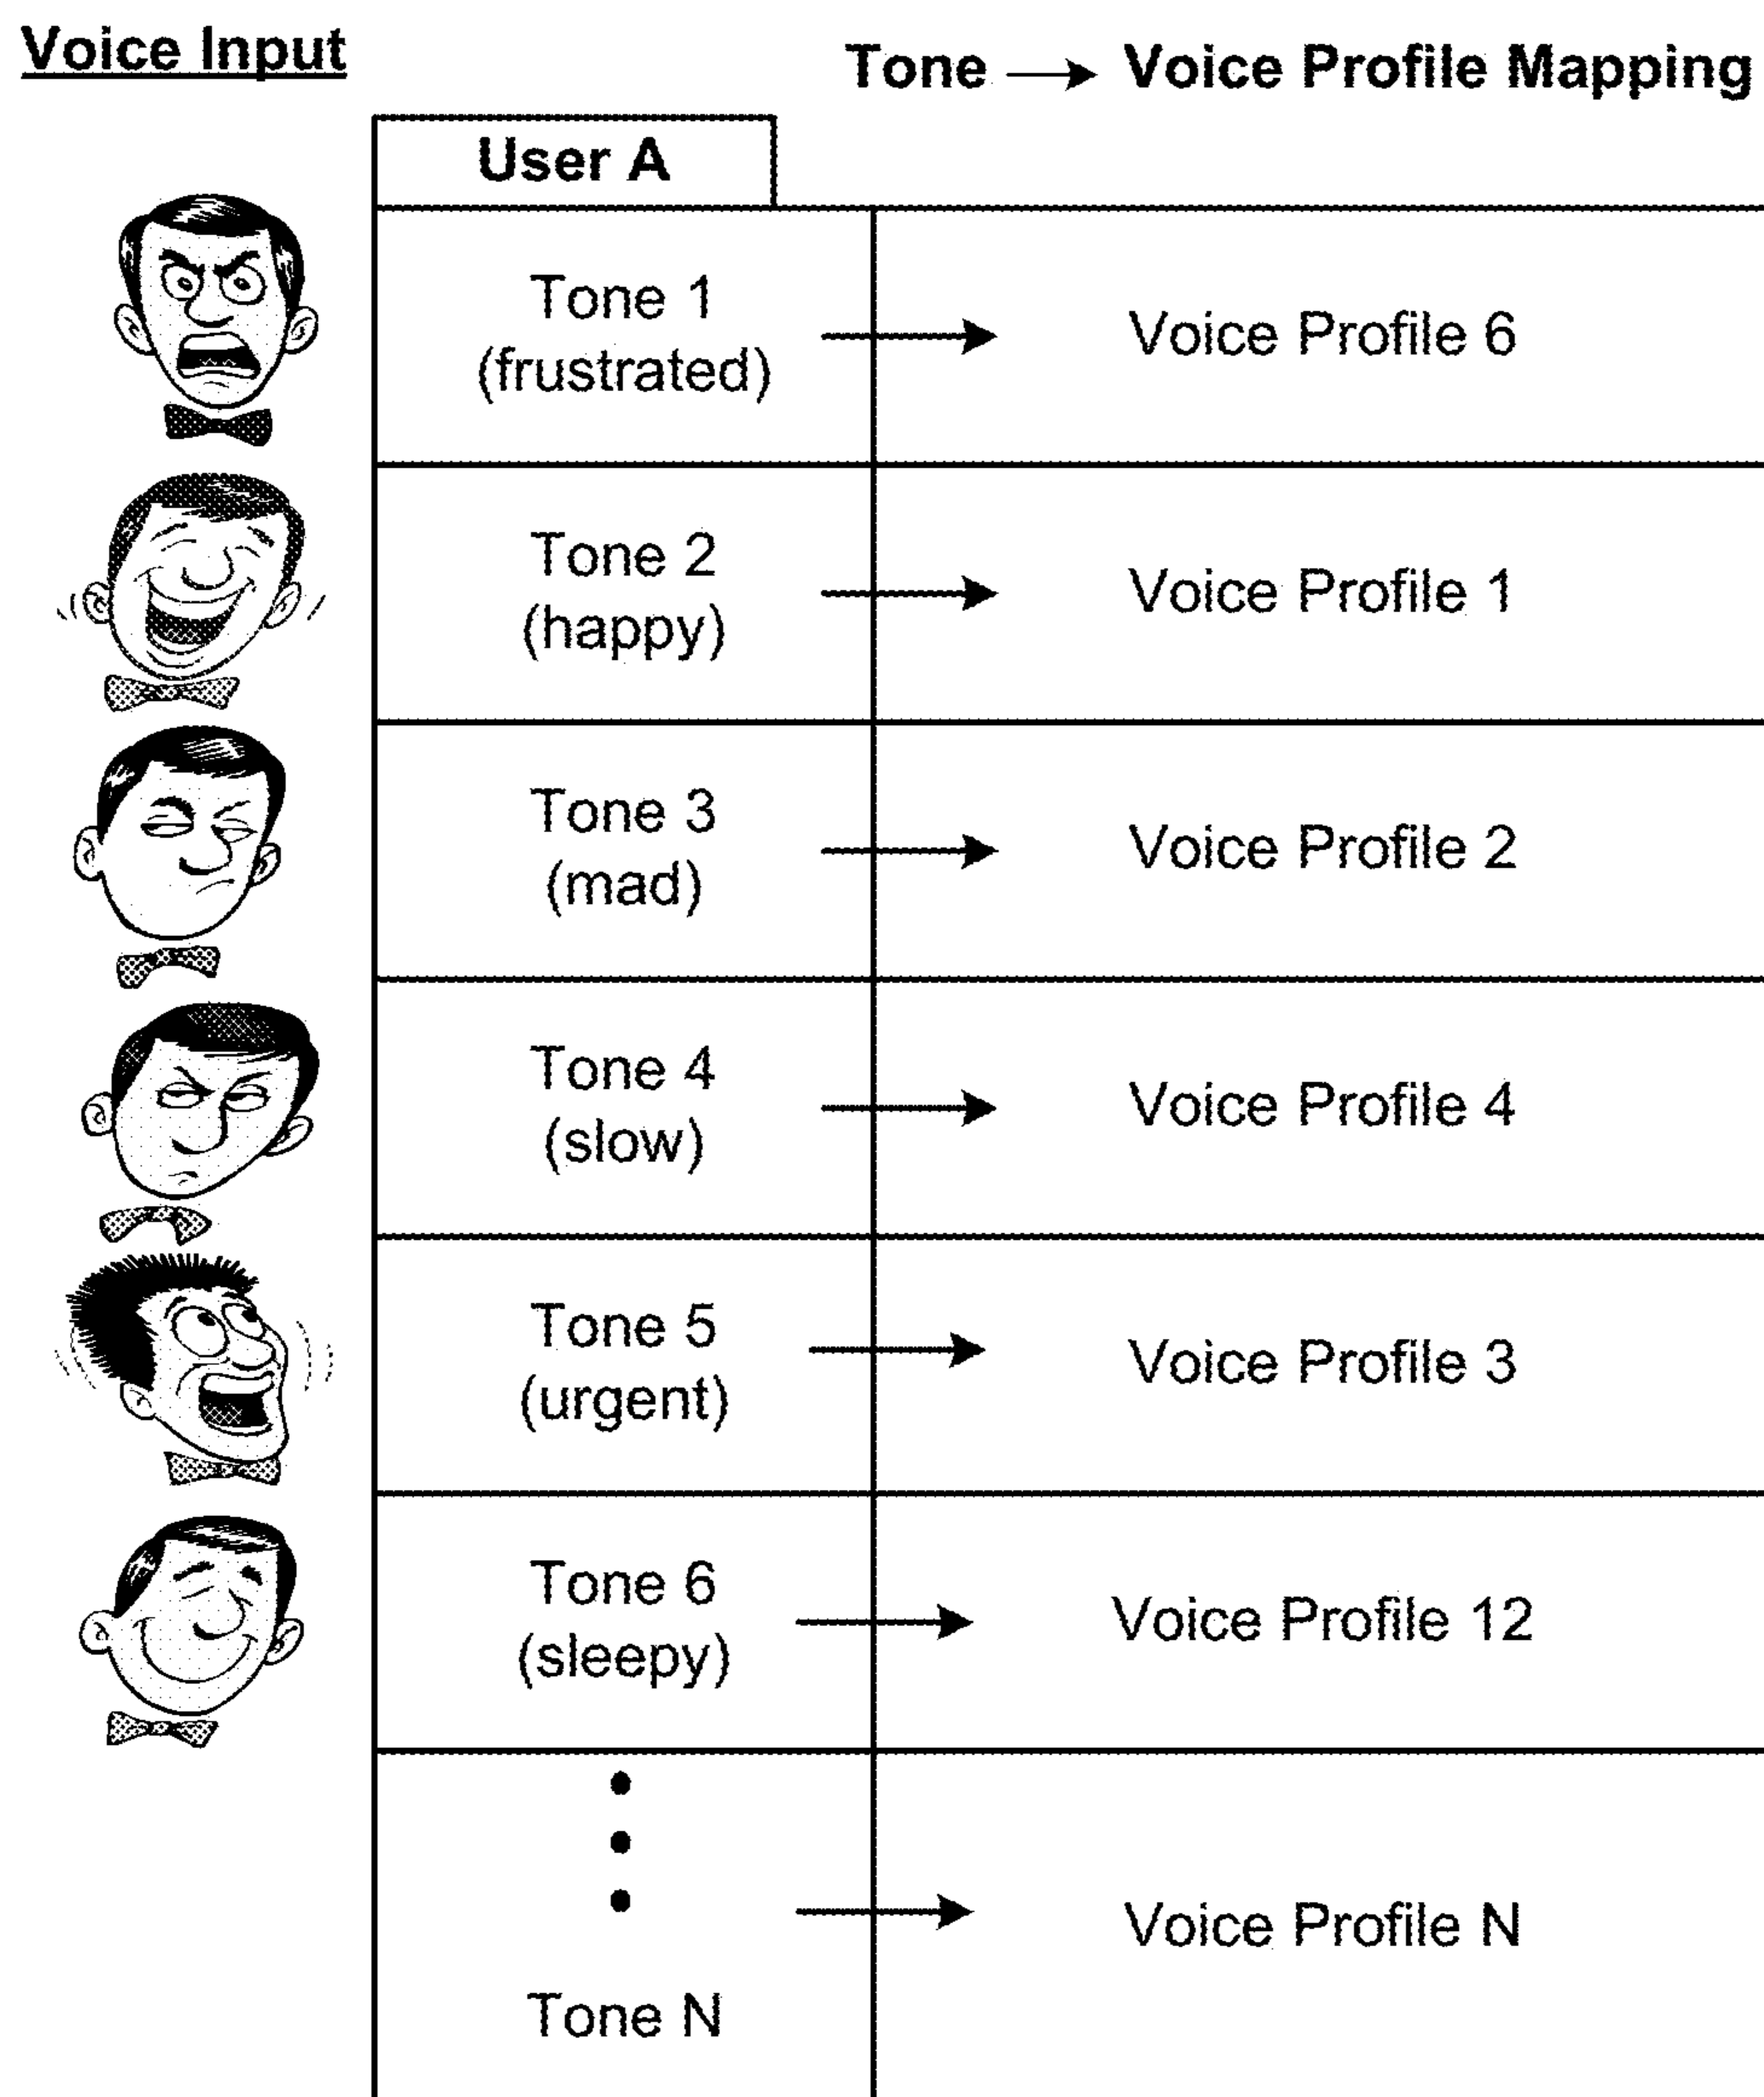 Voice Input
Tone → Voice Profile Mapping
User A
Tone 1
(frustrated)
Voice Profile 6
Tone 2
(happy)
Voice Profile 1
Tone 3
(mad)
Voice Profile 2
Tone 4
(slow)
Voice Profile 4
Tone 5
(urgent)
Voice Profile 3
Tone 6
(sleepy)
Voice Profile 12
Tone N
Voice Profile N